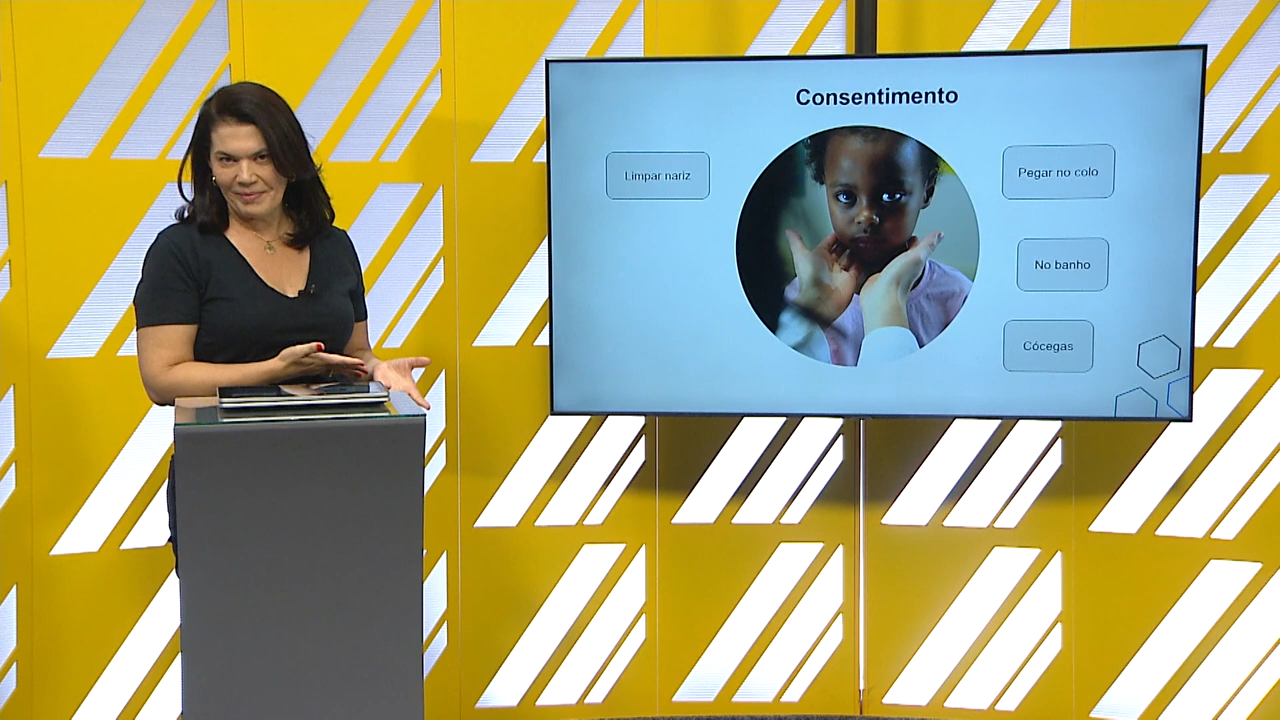 Consentimento
Limpar nariz
Pegar no colo
No banho
Cócegas